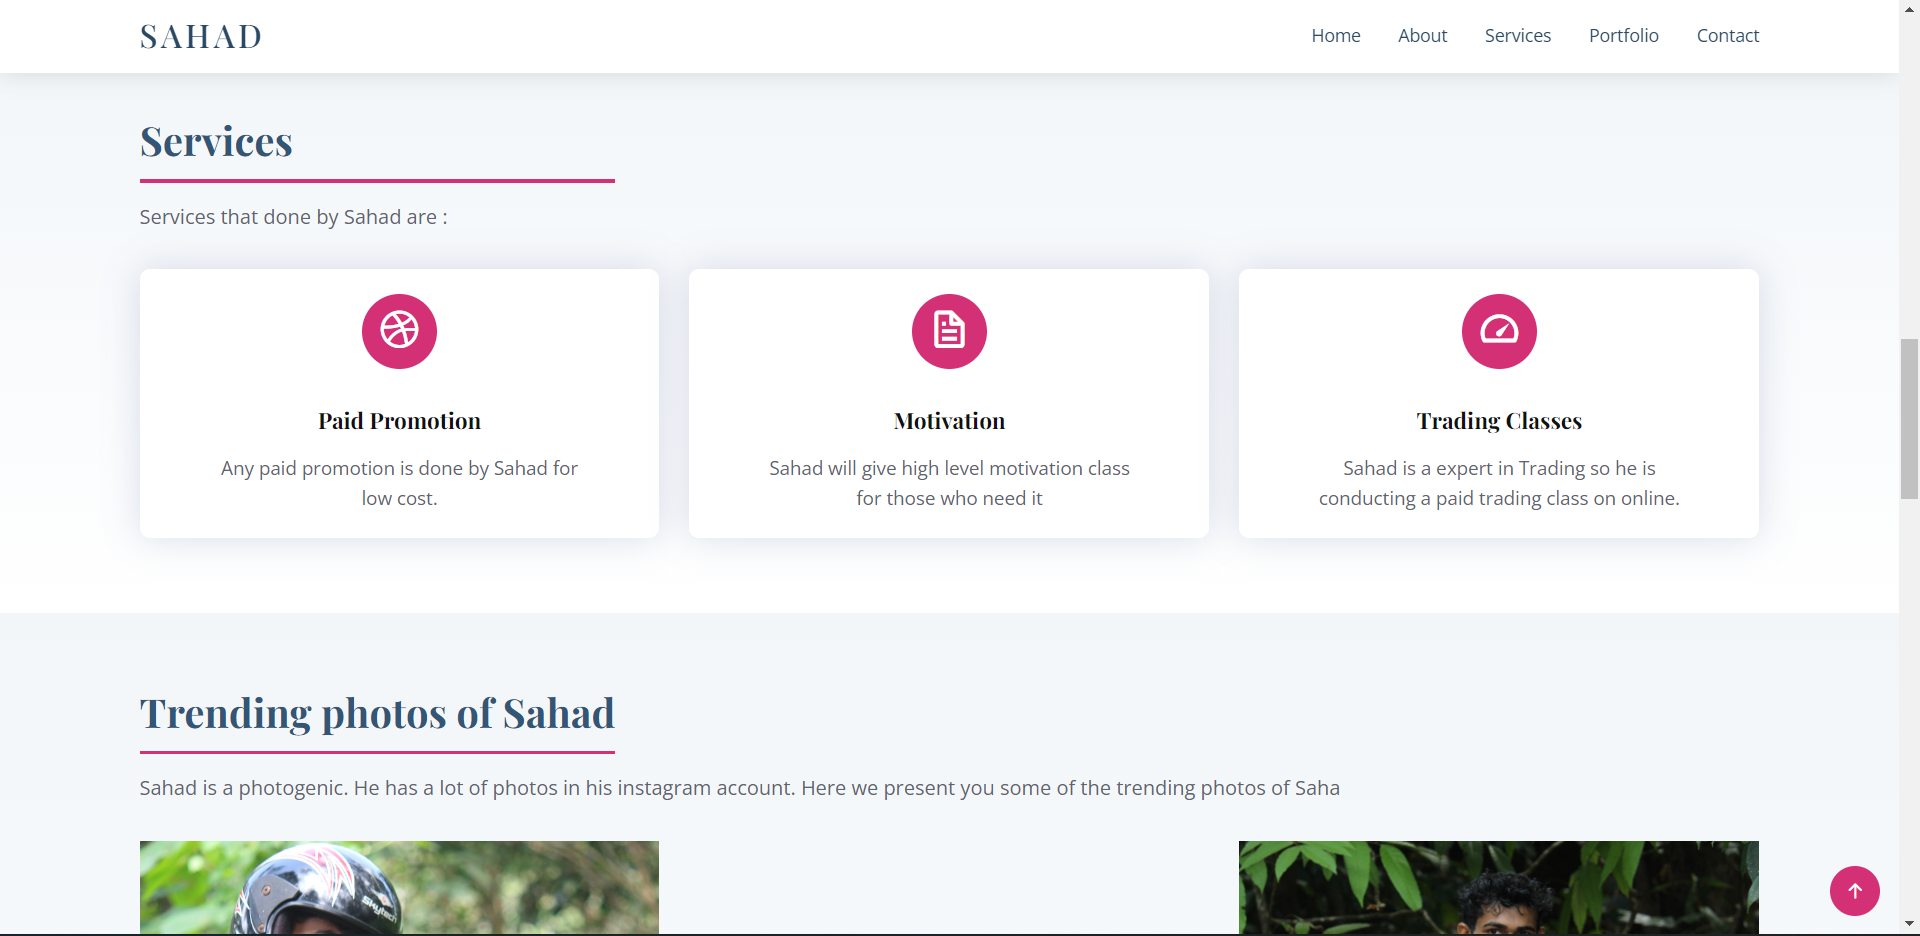 SAHAD
Home About Services Portfolio Contact
Services
Services that done by Sahad are :
Paid Promotion
Any paid promotion is done by Sahad for
low cost.
Motivation
Sahad will give high level motivation class
for those who need it
Trading Classes
Sahad is a expert in Trading so he is
conducting a paid trading class on online.
Trending photos of Sahad
Sahad is a photogenic. He has a lot of photos in his instagram account. Here we present you some of the trending photos of Saha
Skytech